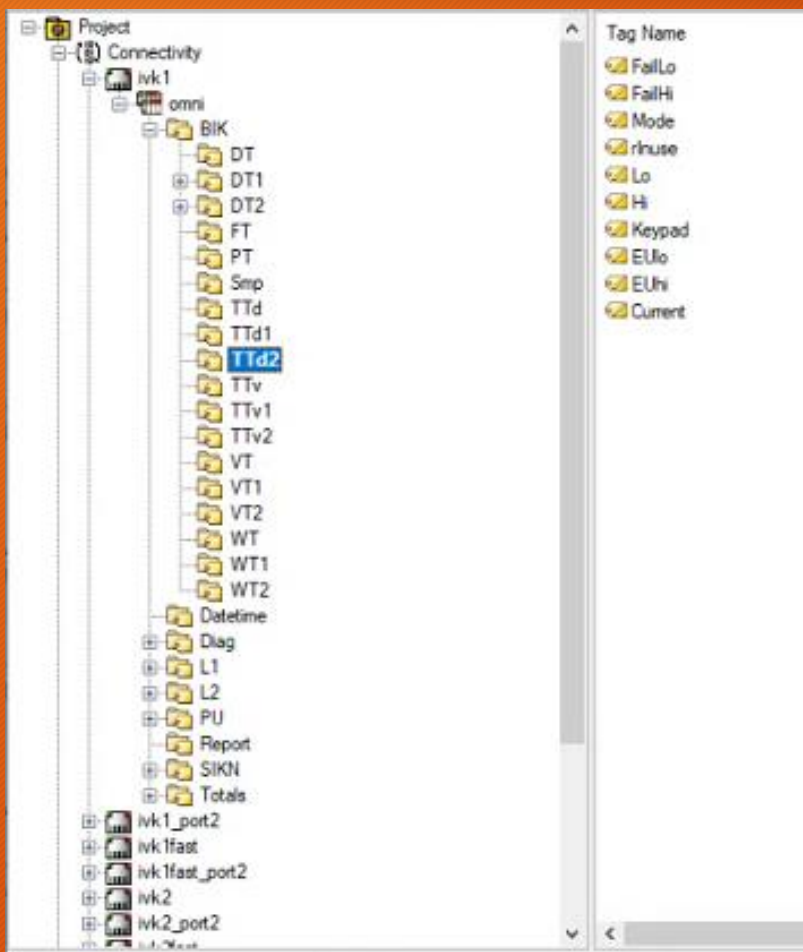 Project
Connectivity
ivk1
omni
BIK
DT
DT1
DT2
FT
PT
Smp
TTd
TTd1
TTd2
TTv
TTv1
TTv2
VT
VT1
VT2
WT
WT1
WT2
Datetime
Diag
L1
L2
PU
Report
SIKN
Totals
ivk1_port2
ivk1fast
ivk1fast_port2
ivk2
ivk2_port2
Tag Name
FailLo
FailHi
Mode
rInuse
Lo
Hi
Keypad
EUlo
EUhi
Current